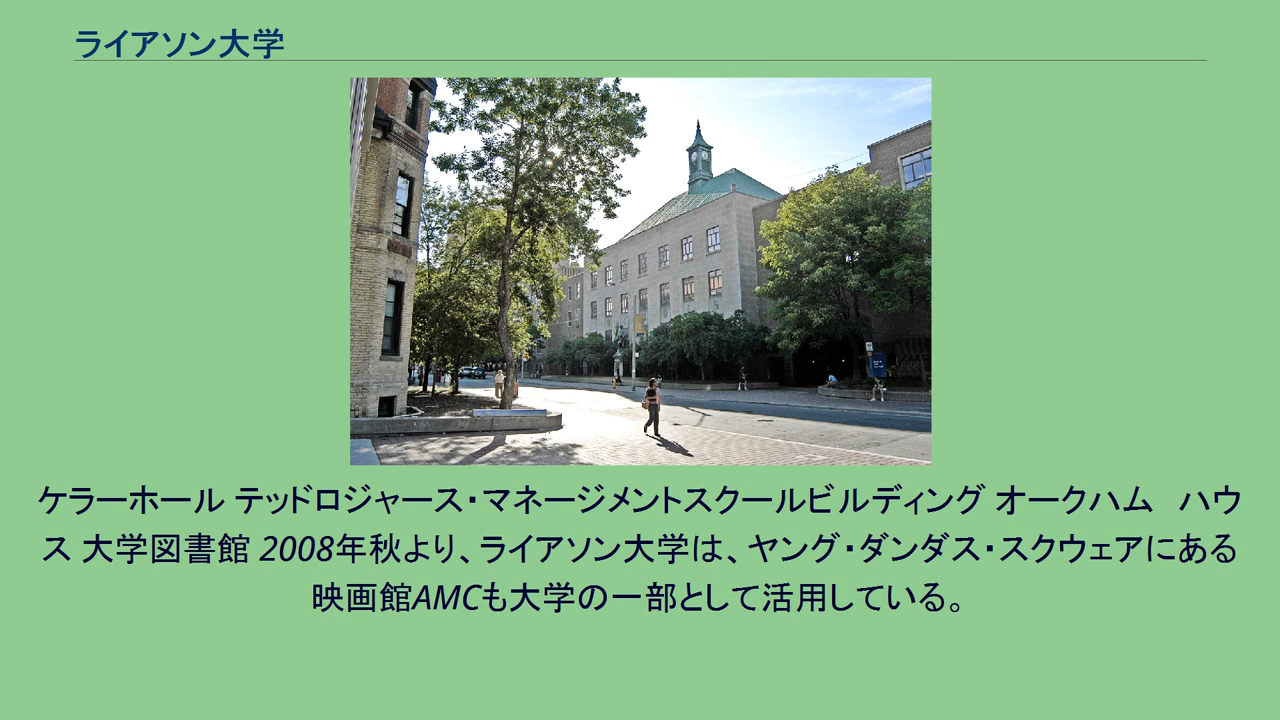 ライアソン大学
ケラーホール テッドロジャース・マネージメントスクールビルディング オークハム　ハウ
ス 大学図書館 2008年秋より、ライアソン大学は、ヤング・ダンダス・スクウェアにある
映画館AMCも大学の一部として活用している。